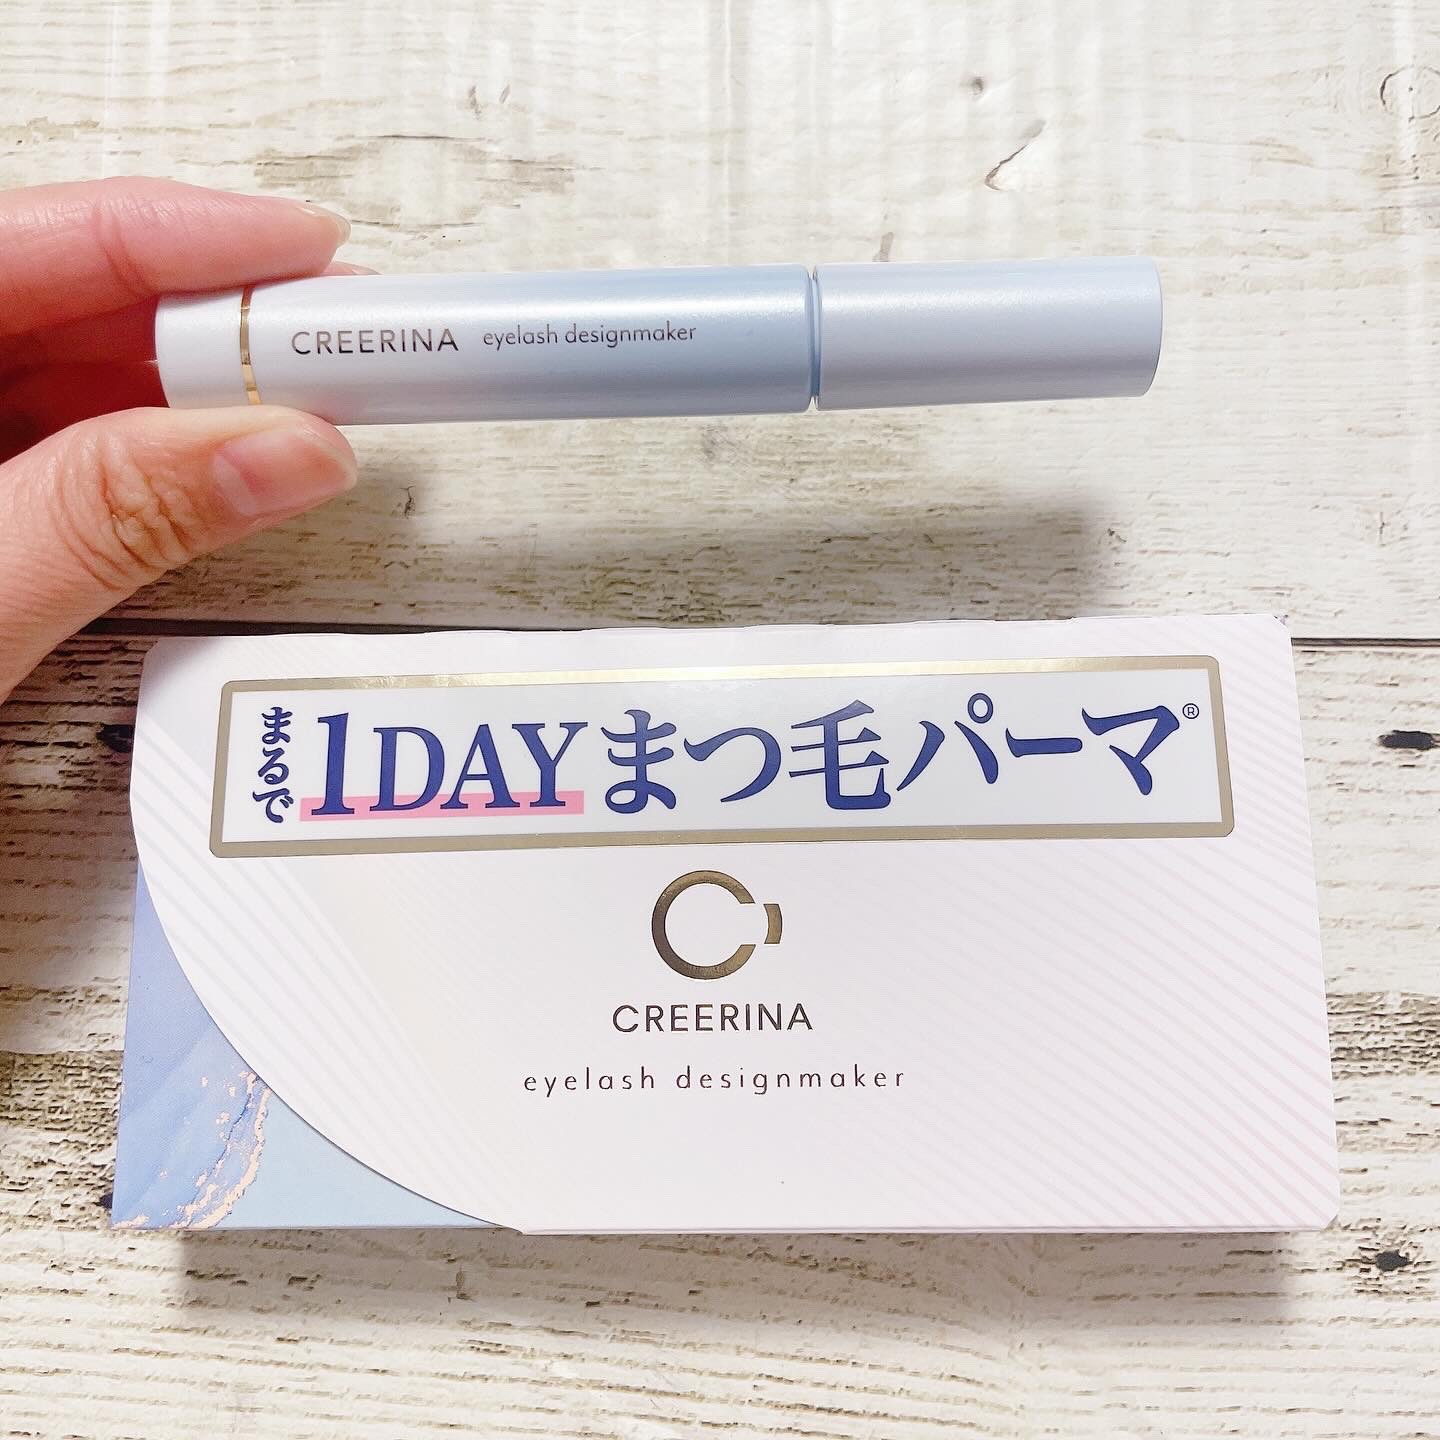 CREERINA eyelash designmaker
まるで 1DAYまつ毛パーマ®
CREERINA
eyelash designmaker